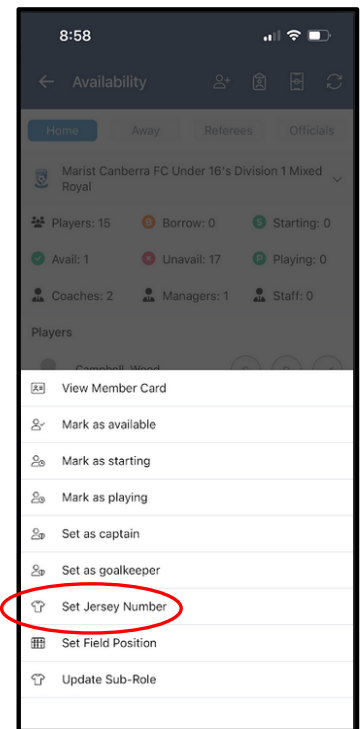 8:58
Availability
Home Away Referees Officials
Marist Canberra FC Under 16's Division 1 Mixed
Royal
Players: 15 B Borrow: 0 S Starting: 0
Avail: 1 Unavail: 17 P Playing: 0
Coaches: 2 Managers: 1 Staff: 0
Players
Campbell Wood
View Member Card
Mark as available
Mark as starting
Mark as playing
Set as captain
Set as goalkeeper
Set Jersey Number
Set Field Position
Update Sub-Role